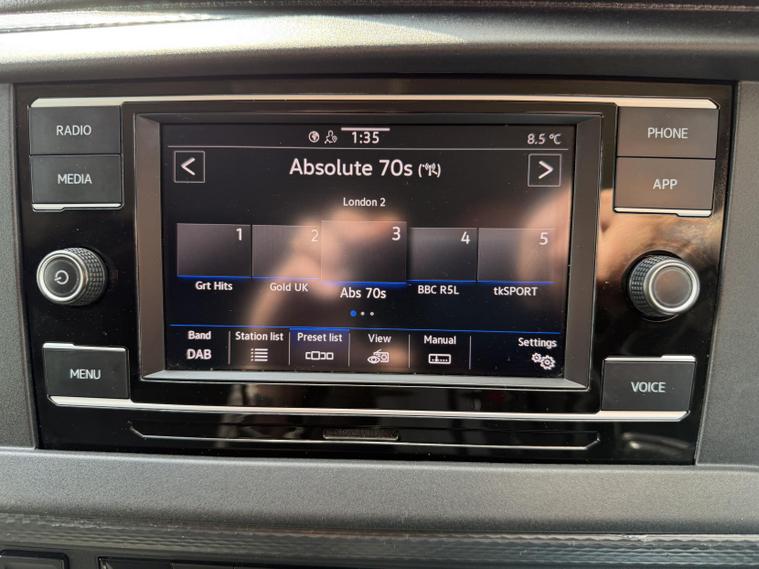 RADIO
MEDIA
MENU
PHONE
APP
VOICE
1:35
8.5 °C
< Absolute 70s >
London 2
1 2 3 4 5
Grt Hits Gold UK Abs 70s BBC R5L tkSPORT
Band Station list Preset list View Manual Settings
DAB